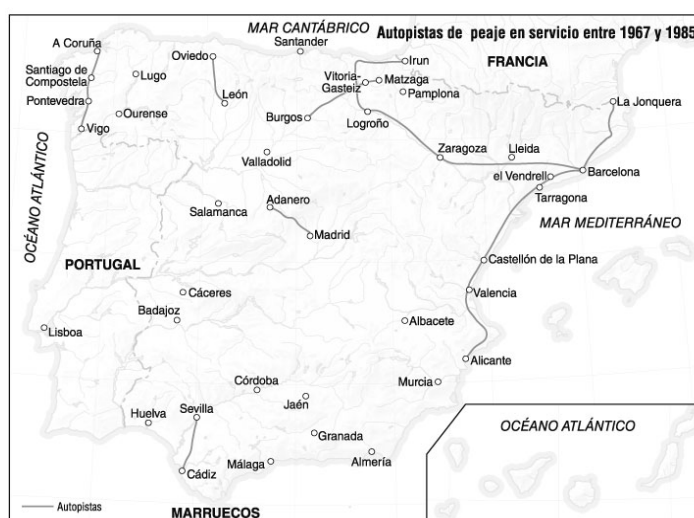 MAR CANTÁBRICO
Autopistas de peaje en servicio entre 1967 y 1985
A Coruña
Oviedo
Santander
Irun
FRANCIA
Santiago de
Compostela
Lugo
Vitoria-
Gasteiz
Matzaga
Pamplona
Pontevedra
León
La Jonquera
Ourense
Burgos
Logroño
Vigo
Zaragoza
Lleida
Valladolid
Barcelona
el Vendrell
Tarragona
OCÉANO ATLÁNTICO
Salamanca
Adanero
MAR MEDITERRÁNEO
Madrid
PORTUGAL
Castellón de la Plana
Cáceres
Valencia
Badajoz
Lisboa
Albacete
Alicante
Murcia
Córdoba
Jaén
Huelva
Sevilla
OCÉANO ATLÁNTICO
Granada
Almería
Málaga
Cádiz
Autopistas
MARRUECOS